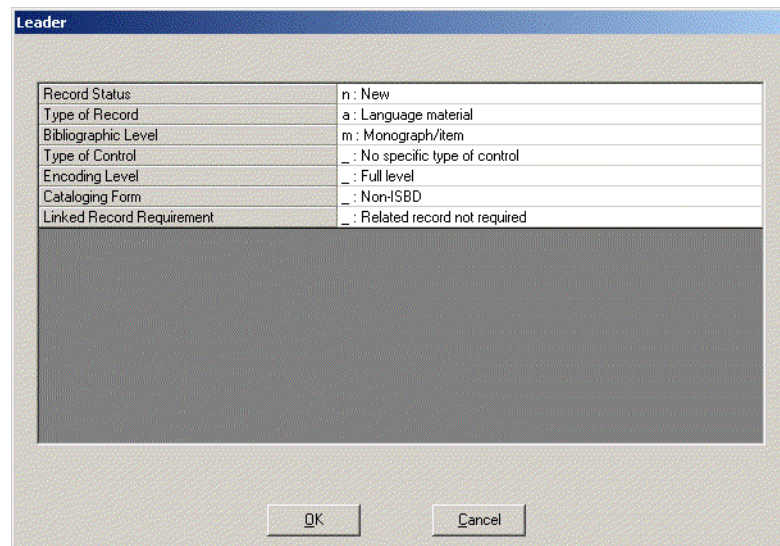 Leader
Record Status n : New
Type of Record a : Language material
Bibliographic Level m : Monograph/item
Type of Control _ : No specific type of control
Encoding Level _ : Full level
Cataloging Form _ : Non-ISBD
Linked Record Requirement _ : Related record not required
OK Cancel